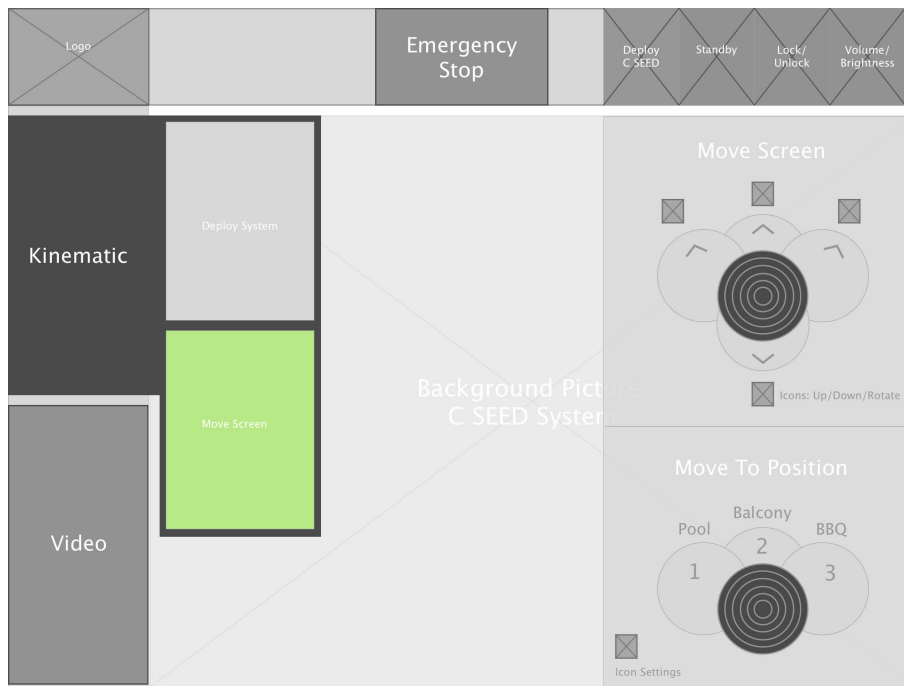 Logo
Emergency
Stop
Deploy
C SEED
Standby
Lock/
Unlock
Volume/
Brightness
Kinematic
Deploy System
Move Screen
Video
Background Picture:
C SEED System
Move Screen
Icons: Up/Down/Rotate
Move To Position
Balcony
Pool
BBQ
2
1
3
Icon Settings